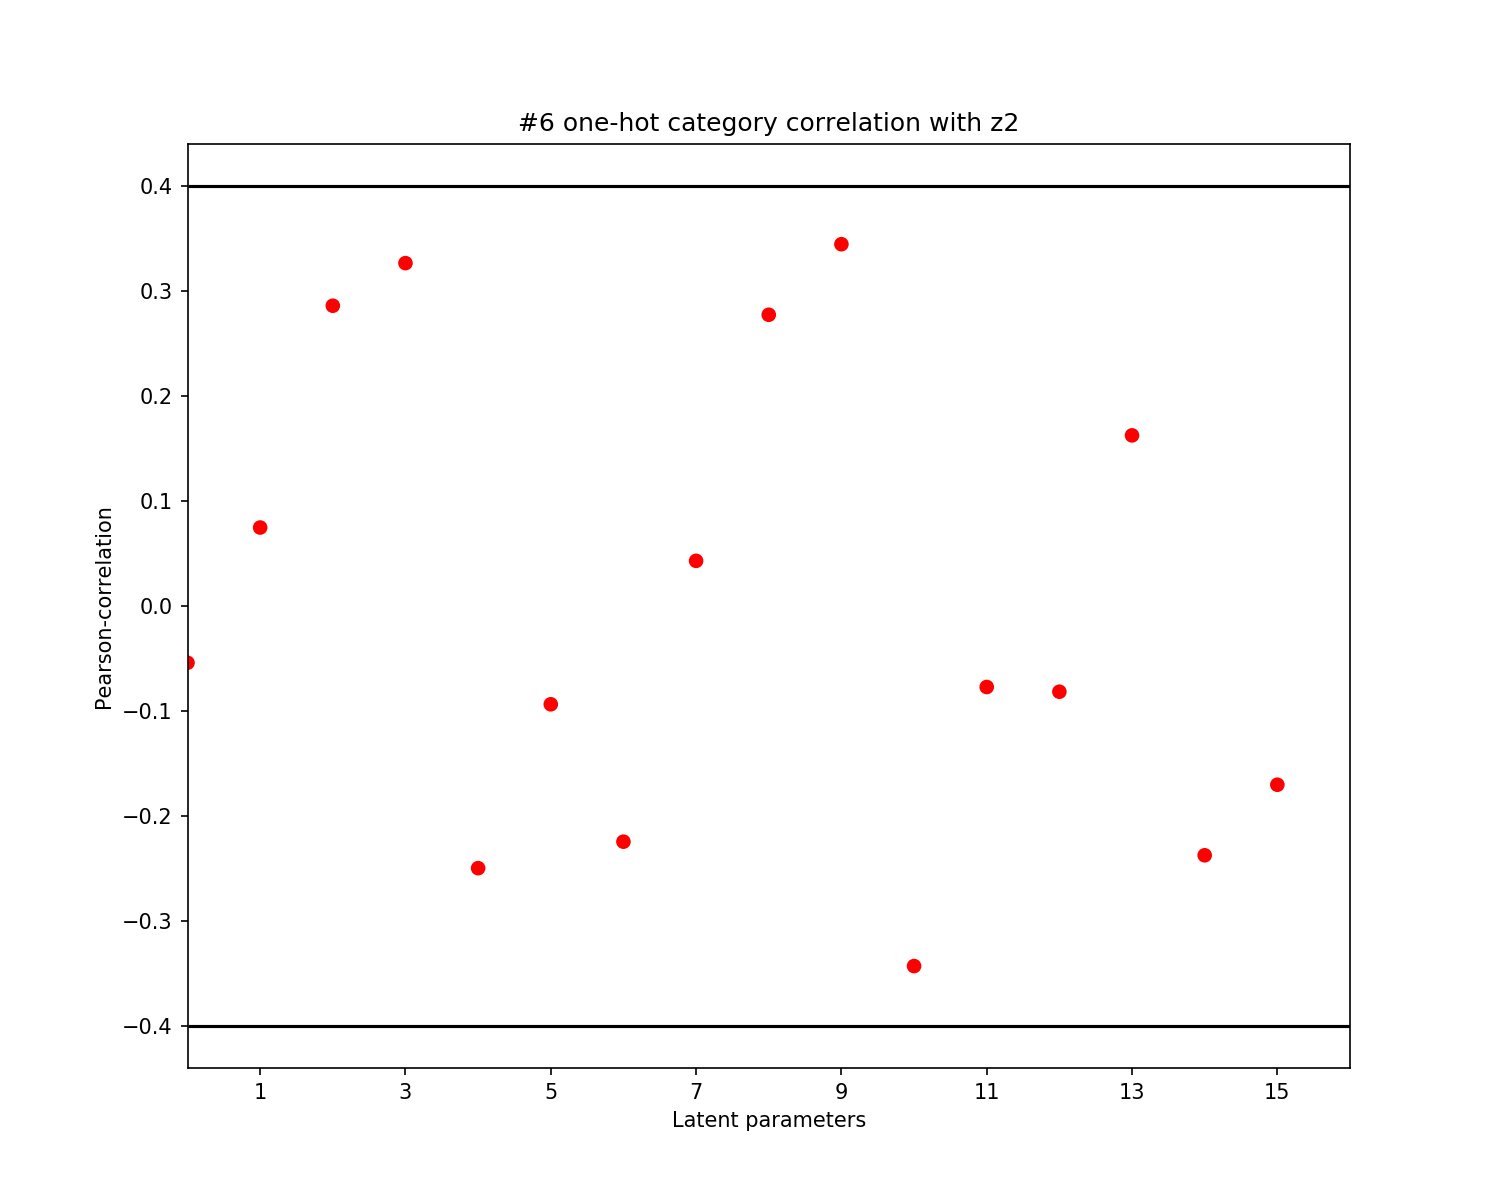 #6 one-hot category correlation with z2
0.4
0.3
0.2
0.1
0.0
−0.1
−0.2
−0.3
−0.4
Pearson-correlation
1 3 5 7 9 11 13 15
Latent parameters